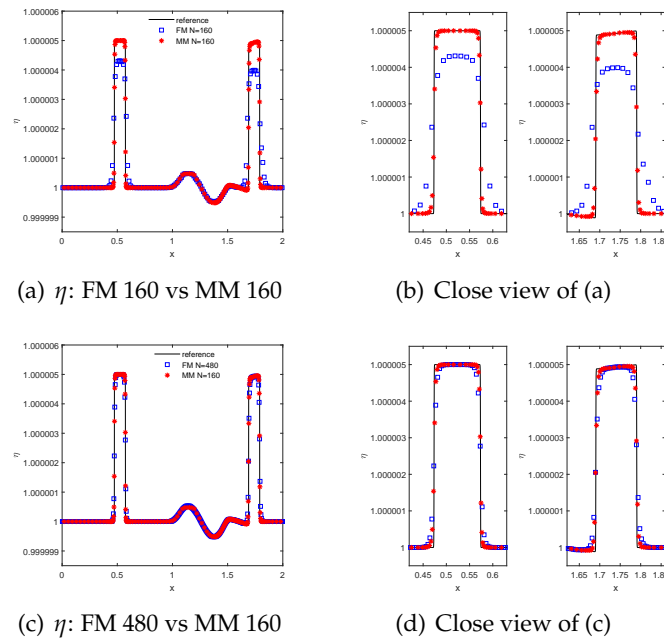 1.000006
1.000005
1.000004
1.000003
1.000002
1.000001
1
0.999999
η
reference
FM N=160
MM N=160
0 0.5 1 1.5 2
x
(a) η: FM 160 vs MM 160
1.000005
1.000004
1.000003
1.000002
1.000001
1
η
0.45 0.5 0.55 0.6
x
1.000005
1.000004
1.000003
1.000002
1.000001
1
η
1.65 1.7 1.75 1.8 1.85
x
(b) Close view of (a)
1.000006
1.000005
1.000004
1.000003
1.000002
1.000001
1
0.999999
η
reference
FM N=480
MM N=160
0 0.5 1 1.5 2
x
(c) η: FM 480 vs MM 160
1.000005
1.000004
1.000003
1.000002
1.000001
1
η
0.45 0.5 0.55 0.6
x
1.000005
1.000004
1.000003
1.000002
1.000001
1
η
1.65 1.7 1.75 1.8 1.85
x
(d) Close view of (c)